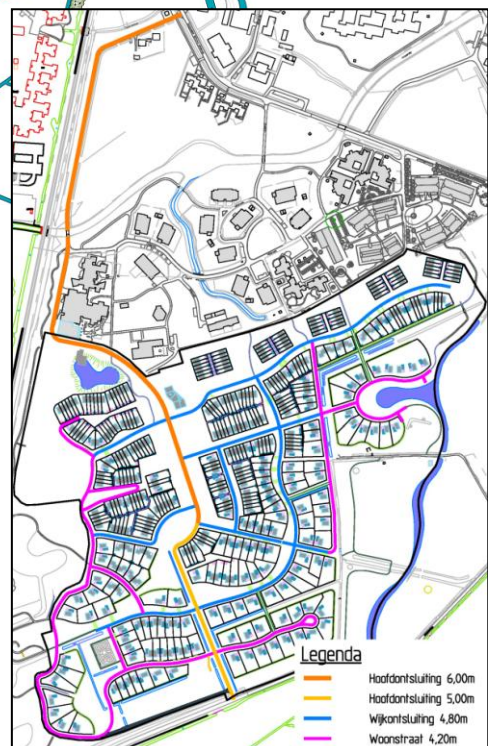 Legenda
Hoofdontsluiting 6,00m
Hoofdontsluiting 5,00m
Wijkontsluiting 4,80m
Woonstraat 4,20m